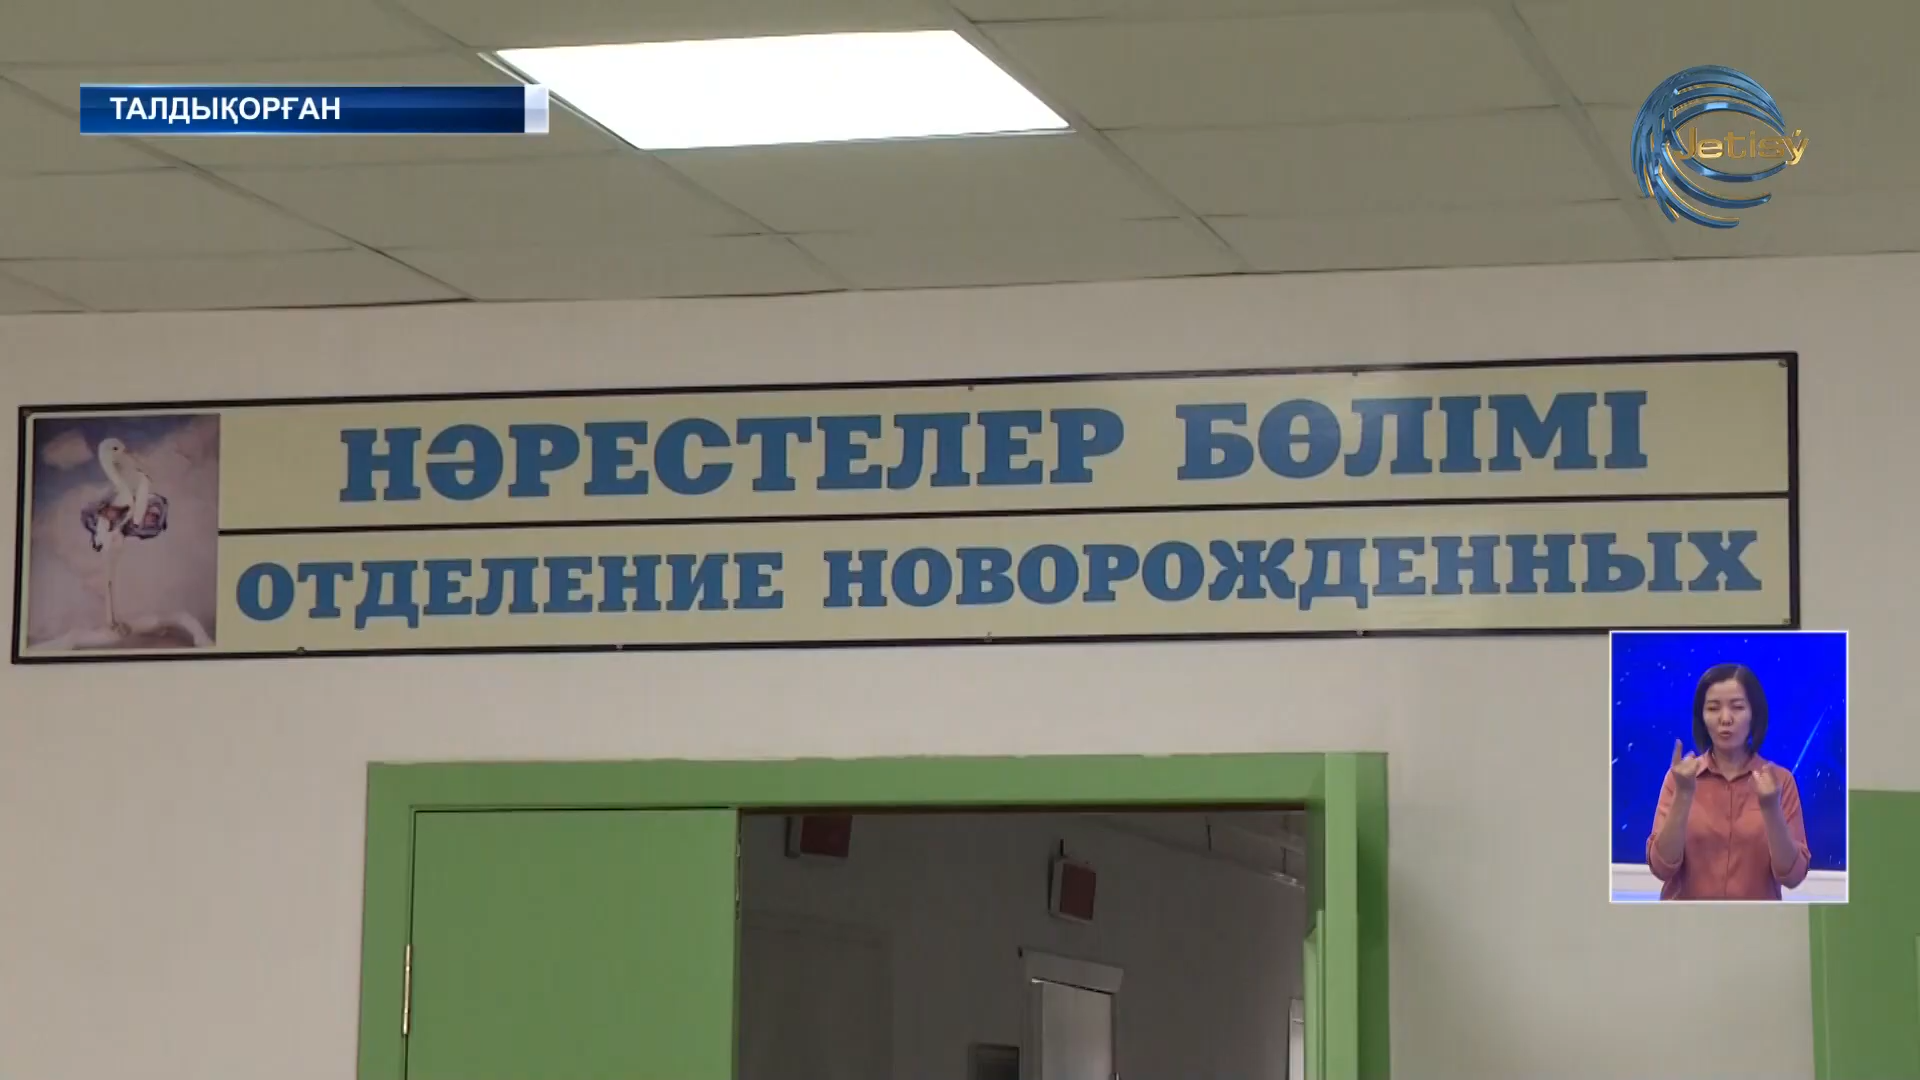 ТАЛДЫҚОРҒАН
Jetisý
НӘРЕСТЕЛЕР БӨЛІМІ
ОТДЕЛЕНИЕ НОВОРОЖДЕННЫХ